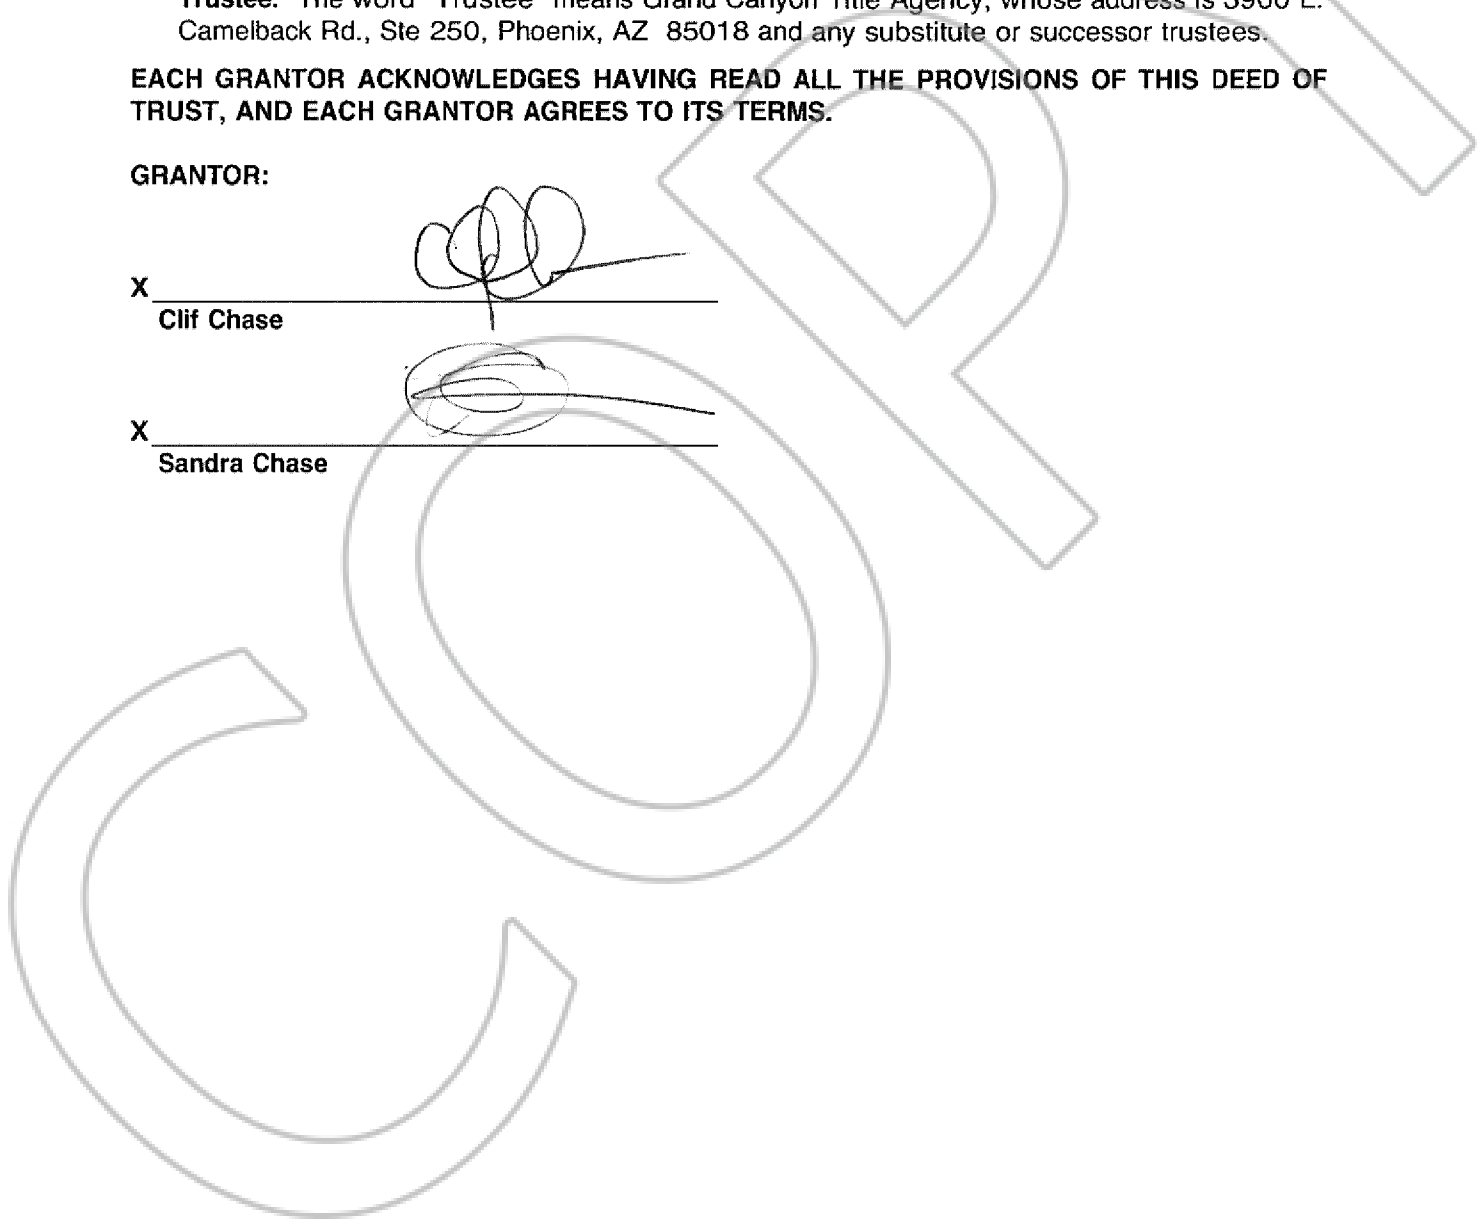 Trustee. The word "Trustee" means Grand Canyon Title Agency, whose address is 3900 E.
Camelback Rd., Ste 250, Phoenix, AZ 85018 and any substitute or successor trustees.
EACH GRANTOR ACKNOWLEDGES HAVING READ ALL THE PROVISIONS OF THIS DEED OF
TRUST, AND EACH GRANTOR AGREES TO ITS TERMS.
GRANTOR:
X
Clif Chase
X
Sandra Chase
COPY